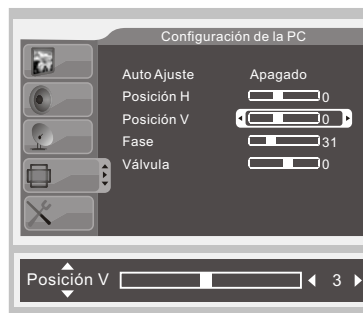 Configuración de la PC
Auto Ajuste Apagado
Posición H 0
Posición V 0
Fase 31
Válvula 0
Posición V 3